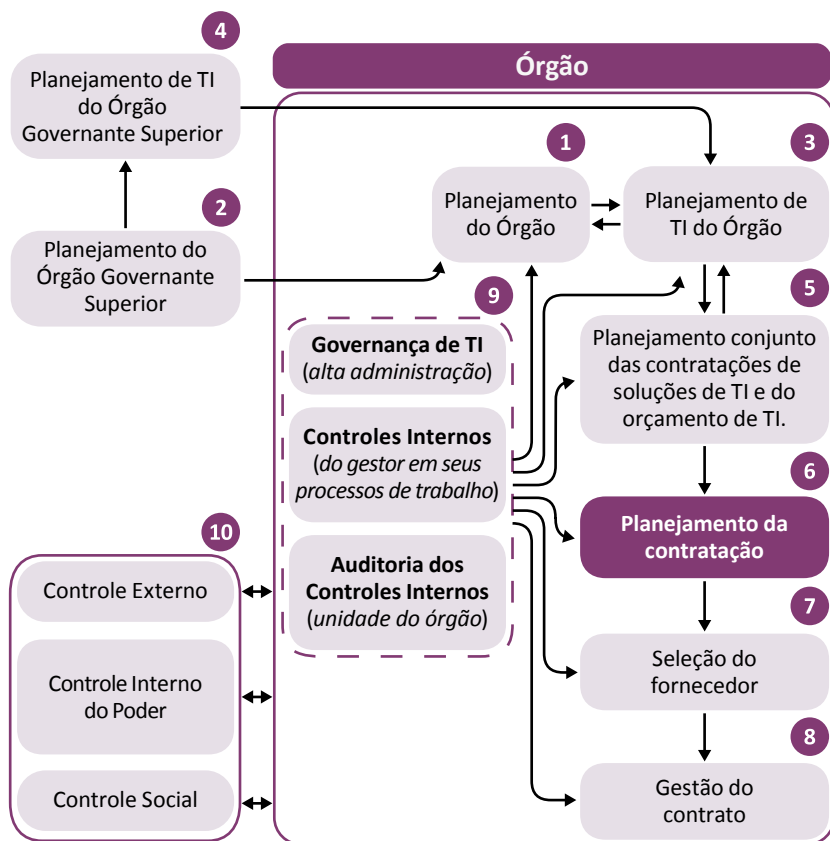 4
Planejamento de TI
do Órgão
Governante Superior
2
Planejamento do
Órgão Governante
Superior
Órgão
1
Planejamento
do Órgão
3
Planejamento de
TI do Órgão
5
Planejamento conjunto
das contratações de
soluções de TI e do
orçamento de TI.
9
Governança de TI
(alta administração)
Controles Internos
(do gestor em seus
processos de trabalho)
Auditoria dos
Controles Internos
(unidade do órgão)
6
Planejamento da
contratação
7
Seleção do
fornecedor
8
Gestão do
contrato
10
Controle Externo
Controle Interno
do Poder
Controle Social